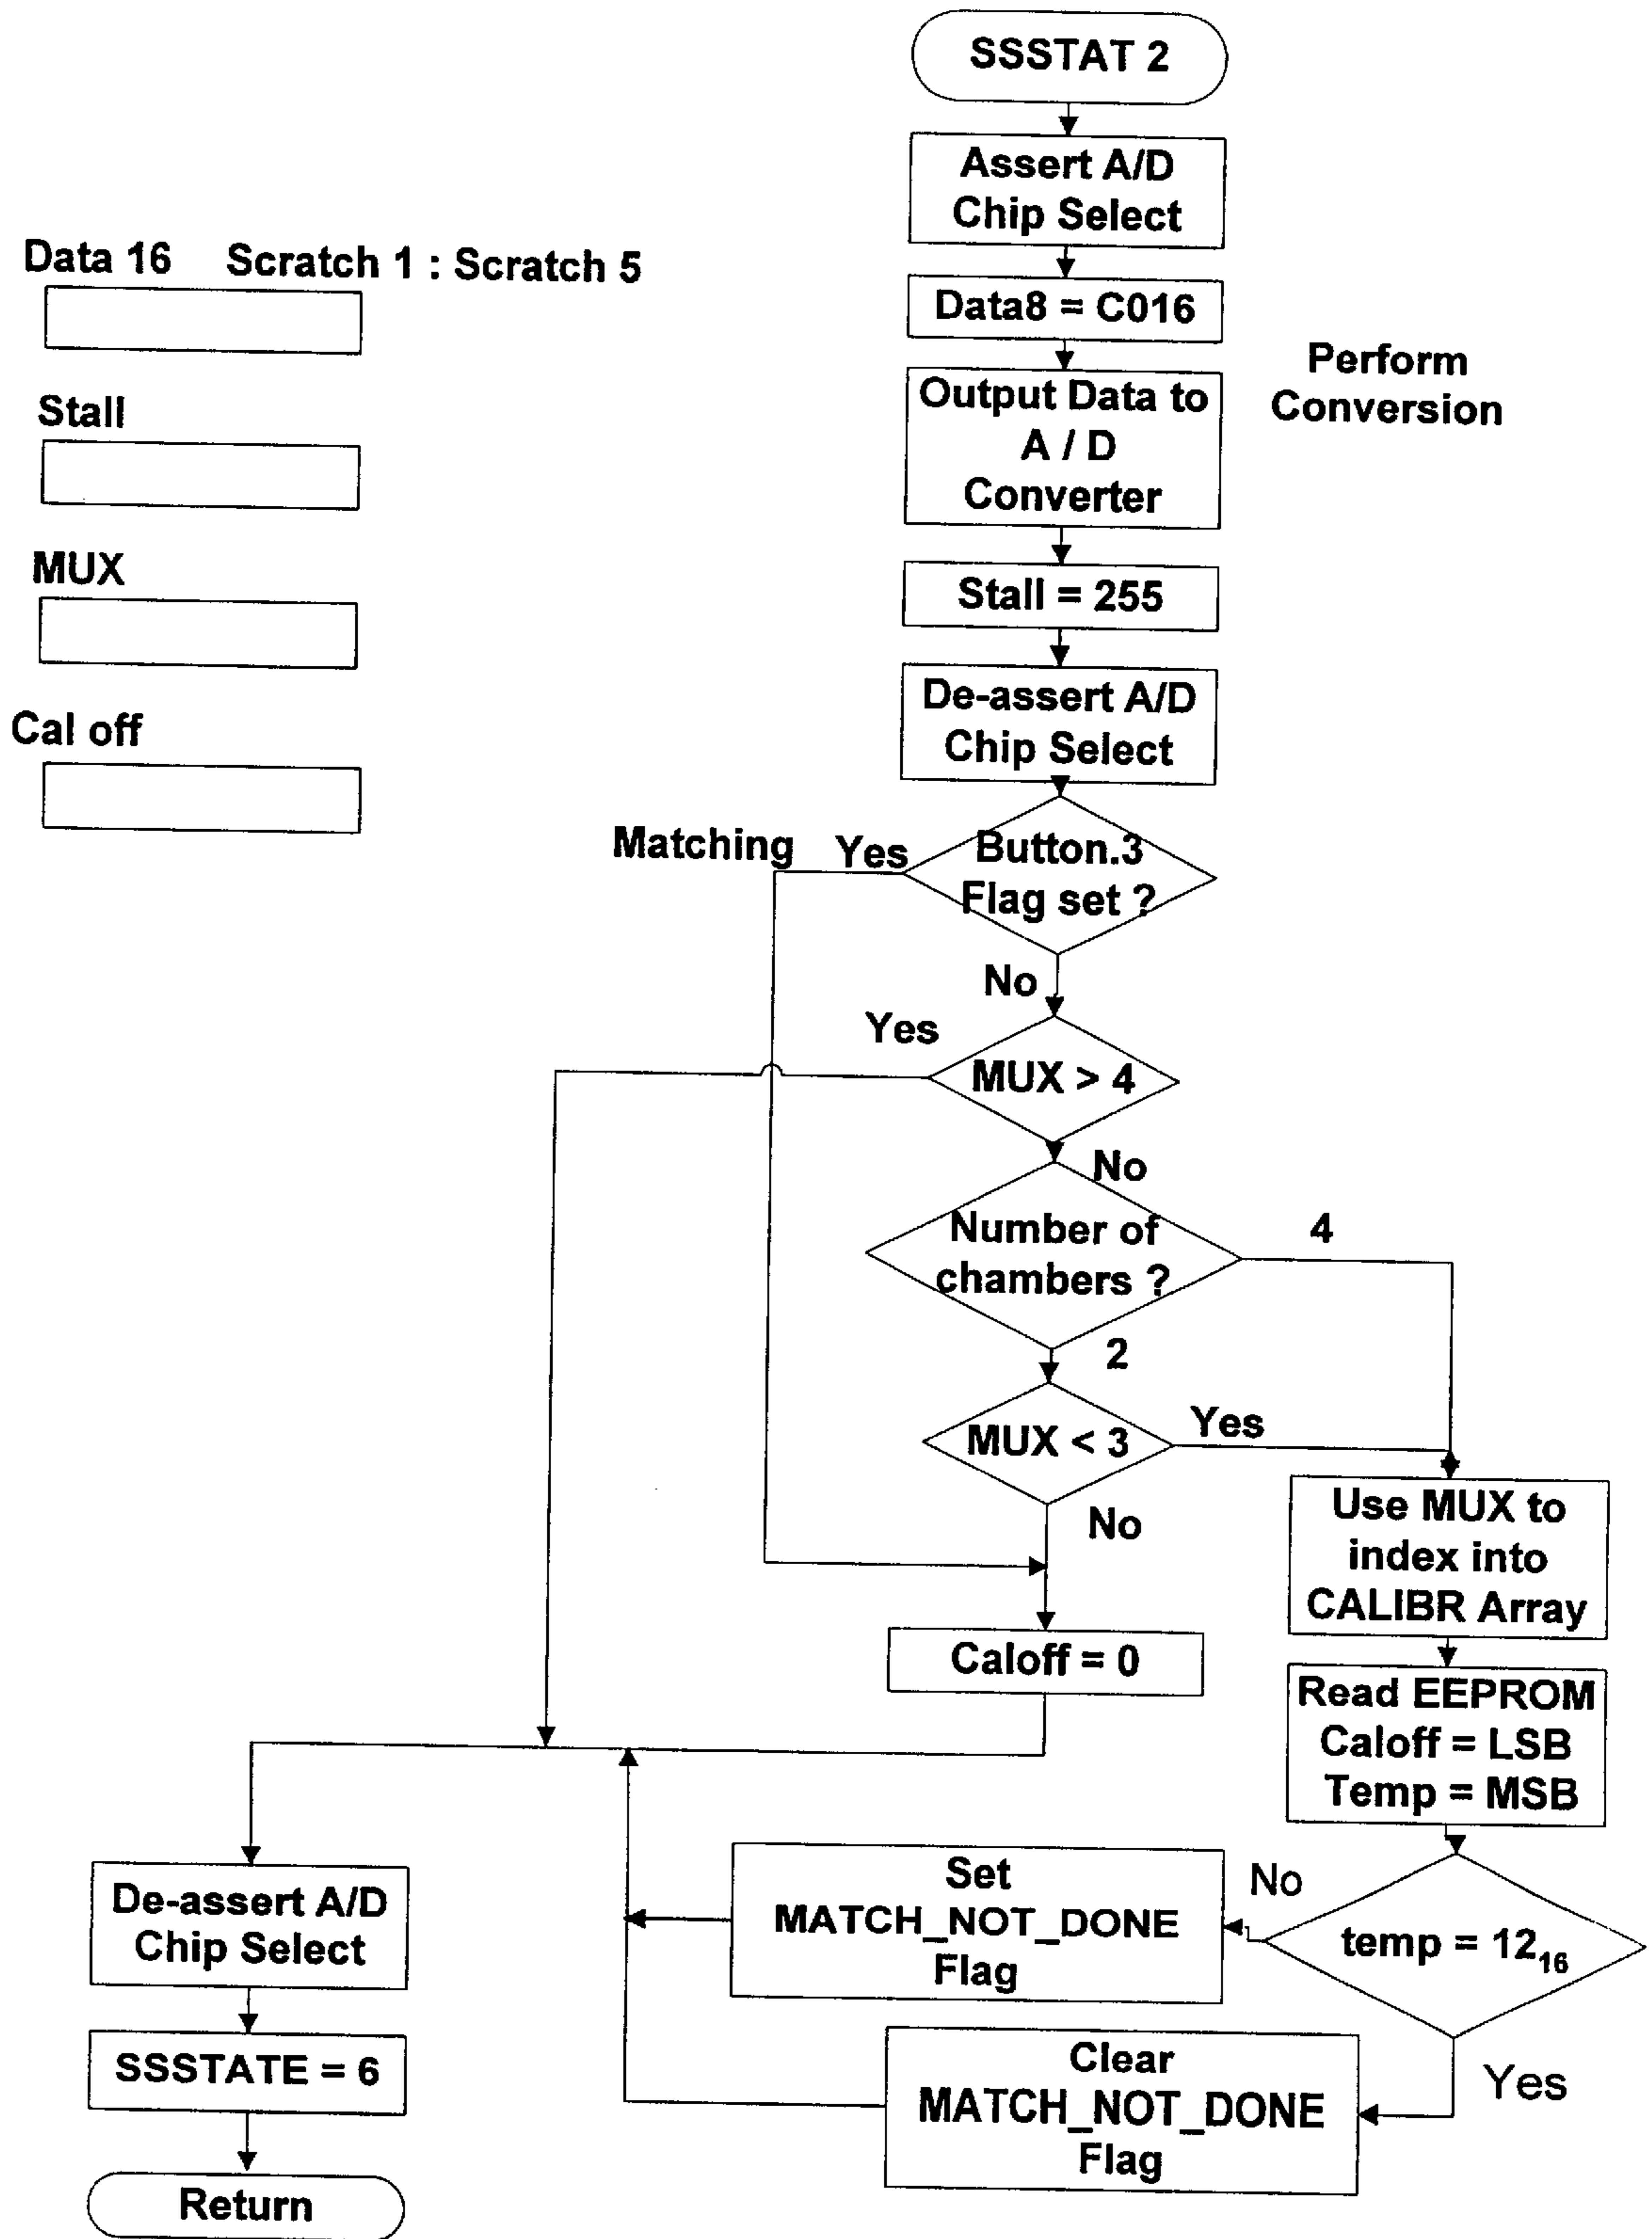 SSSTAT 2
Assert A/D
Chip Select
Data8 = C016
Output Data to
A / D
Converter
Perform
Conversion
Stall = 255
De-assert A/D
Chip Select
Data 16 Scratch 1 : Scratch 5
Stall
MUX
Cal off
Matching Yes
Button.3
Flag set ?
No
Yes
MUX > 4
No
Number of
chambers ?
4
2
MUX < 3
Yes
No
Use MUX to
index into
CALIBR Array
Caloff = 0
Read EEPROM
Caloff = LSB
Temp = MSB
temp = 12₁₆
No
Set
MATCH_NOT_DONE
Flag
Yes
Clear
MATCH_NOT_DONE
Flag
De-assert A/D
Chip Select
SSSTATE = 6
Return